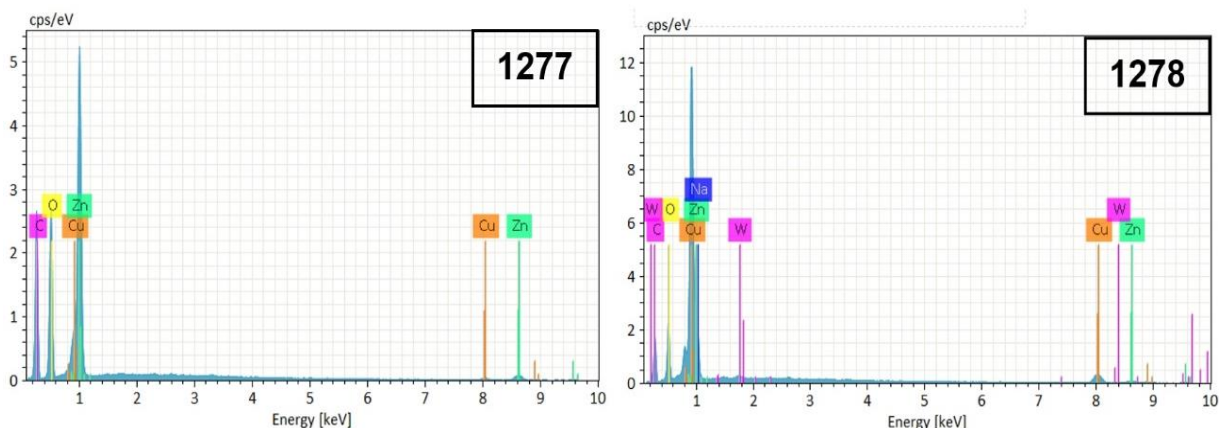 cps/eV
1277
5
4
3
2
1
0
C
O
Zn
Cu
Cu
Zn
1 2 3 4 5 6 7 8 9 10
Energy [keV]
cps/eV
1278
12
10
8
6
4
2
0
Na
W O Zn W
C Cu W Cu Zn
1 2 3 4 5 6 7 8 9 10
Energy [keV]